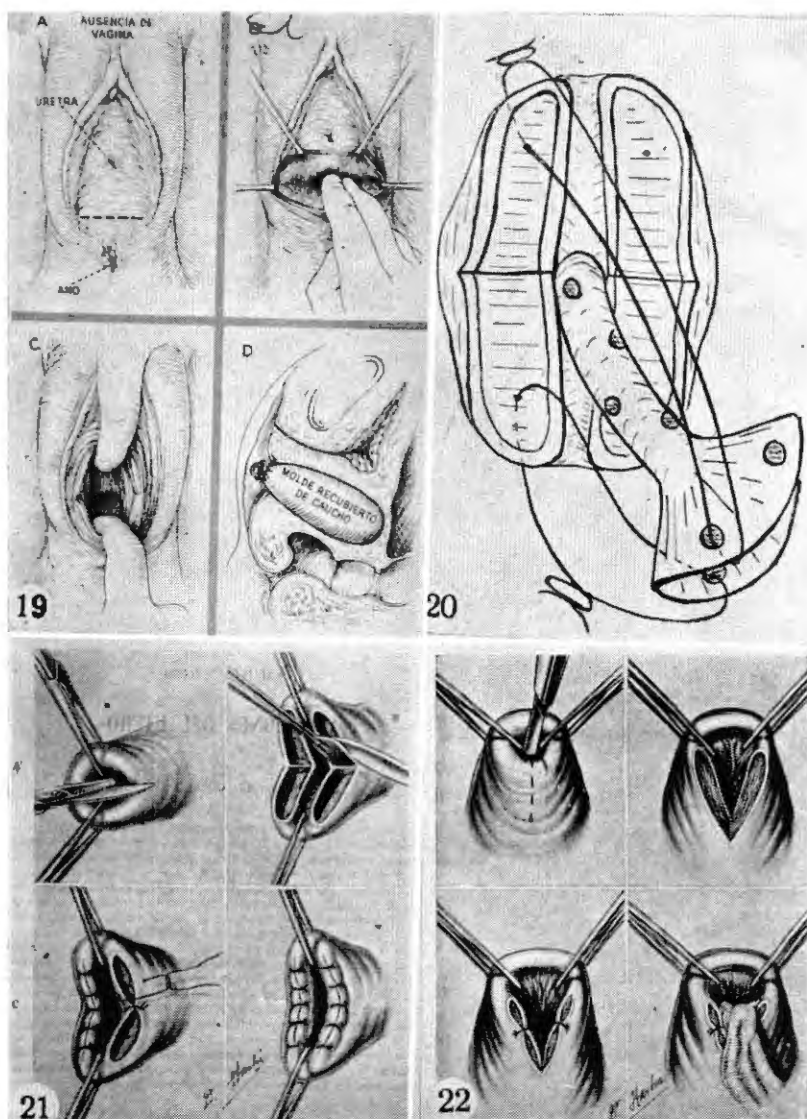 A
AUSENCIA DE
VAGINA
URETRA
ANO
B
C
D
MOLDE RECUBIERTO
DE CAUCHO
19
20
21
22